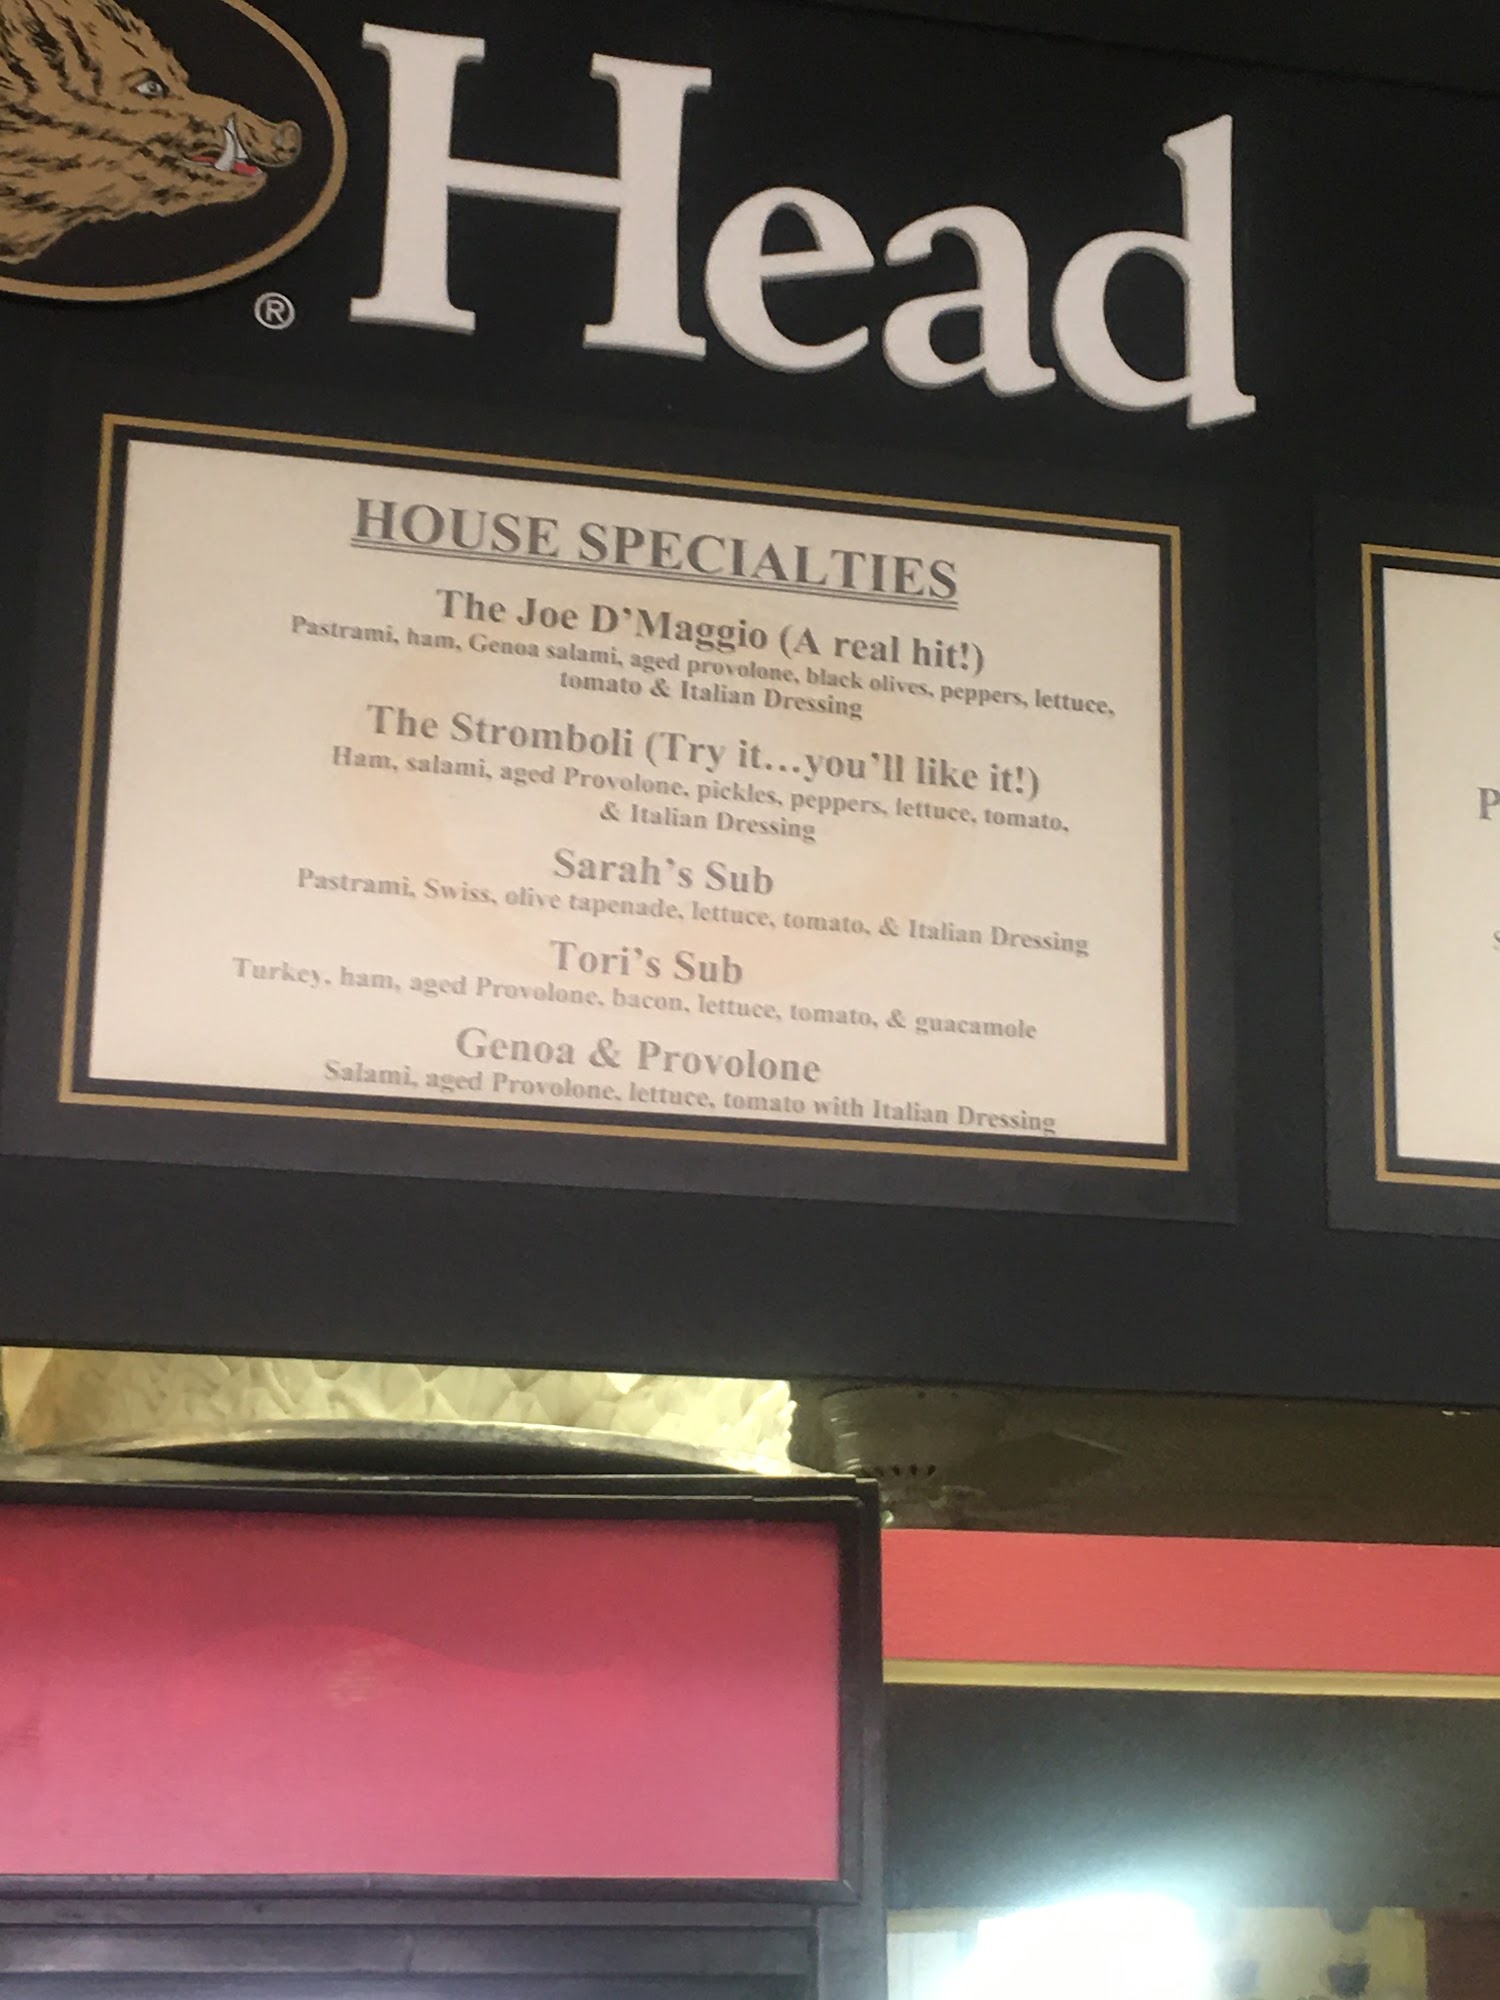 Head
®
HOUSE SPECIALTIES
The Joe D'Maggio (A real hit!)
Pastrami, ham, Genoa salami, aged provolone, black olives, peppers, lettuce,
tomato & Italian Dressing
The Stromboli (Try it...you'll like it!)
Ham, salami, aged Provolone, pickles, peppers, lettuce, tomato,
& Italian Dressing
Sarah's Sub
Pastrami, Swiss, olive tapenade, lettuce, tomato, & Italian Dressing
Tori's Sub
Turkey, ham, aged Provolone, bacon, lettuce, tomato, & guacamole
Genoa & Provolone
Salami, aged Provolone, lettuce, tomato with Italian Dressing